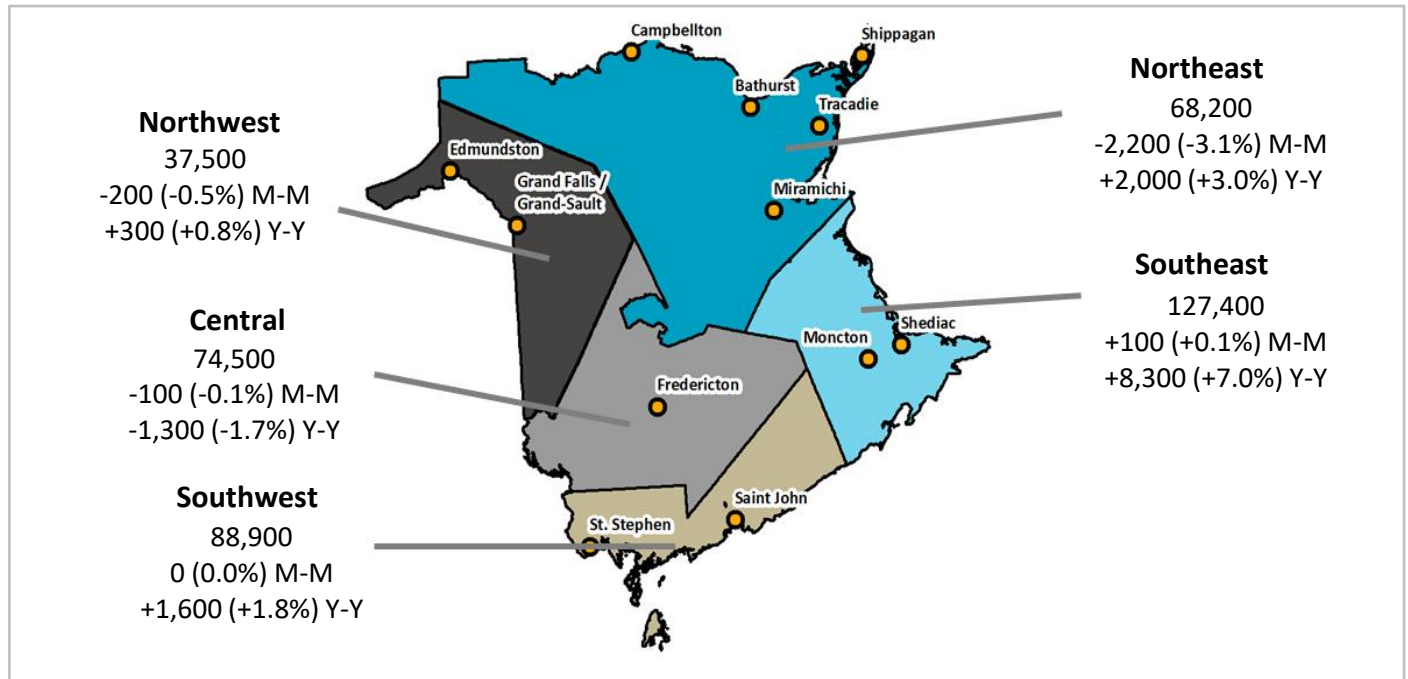 Northwest
37,500
-200 (-0.5%) M-M
+300 (+0.8%) Y-Y
Central
74,500
-100 (-0.1%) M-M
-1,300 (-1.7%) Y-Y
Southwest
88,900
0 (0.0%) M-M
+1,600 (+1.8%) Y-Y
Campbellton
Shippagan
Bathurst
Tracadie
Edmundston
Grand Falls /
Grand-Sault
Miramichi
Moncton
Shediac
Fredericton
Saint John
St. Stephen
Northeast
68,200
-2,200 (-3.1%) M-M
+2,000 (+3.0%) Y-Y
Southeast
127,400
+100 (+0.1%) M-M
+8,300 (+7.0%) Y-Y